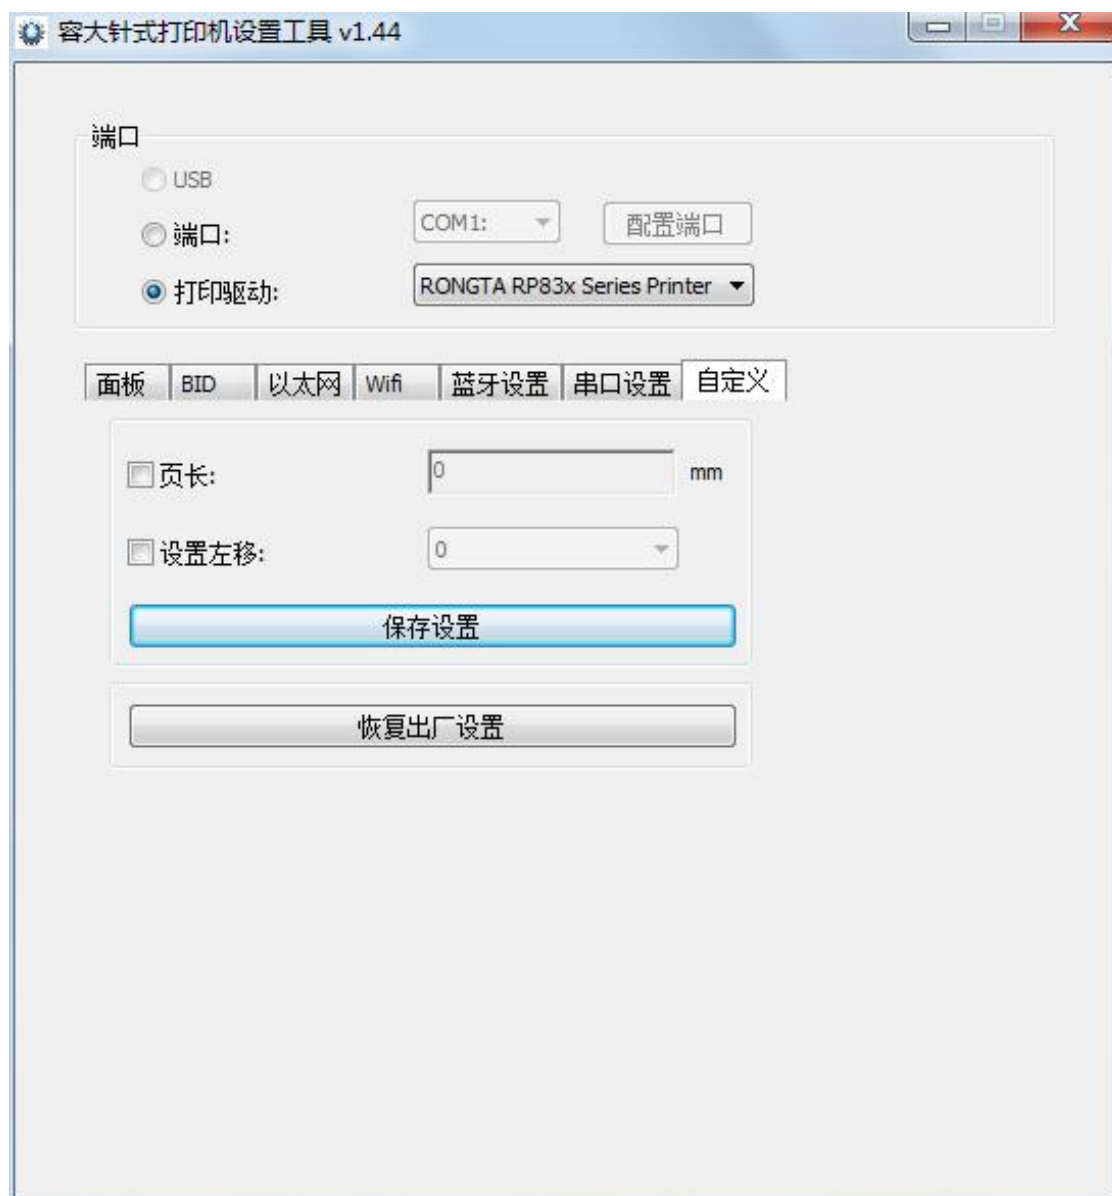 容大针式打印机设置工具 v1.44
端口
USB
端口: COM1: 配置端口
打印驱动: RONGTA RP83x Series Printer
面板 BID 以太网 Wifi 蓝牙设置 串口设置 自定义
页长: 0 mm
设置左移: 0
保存设置
恢复出厂设置